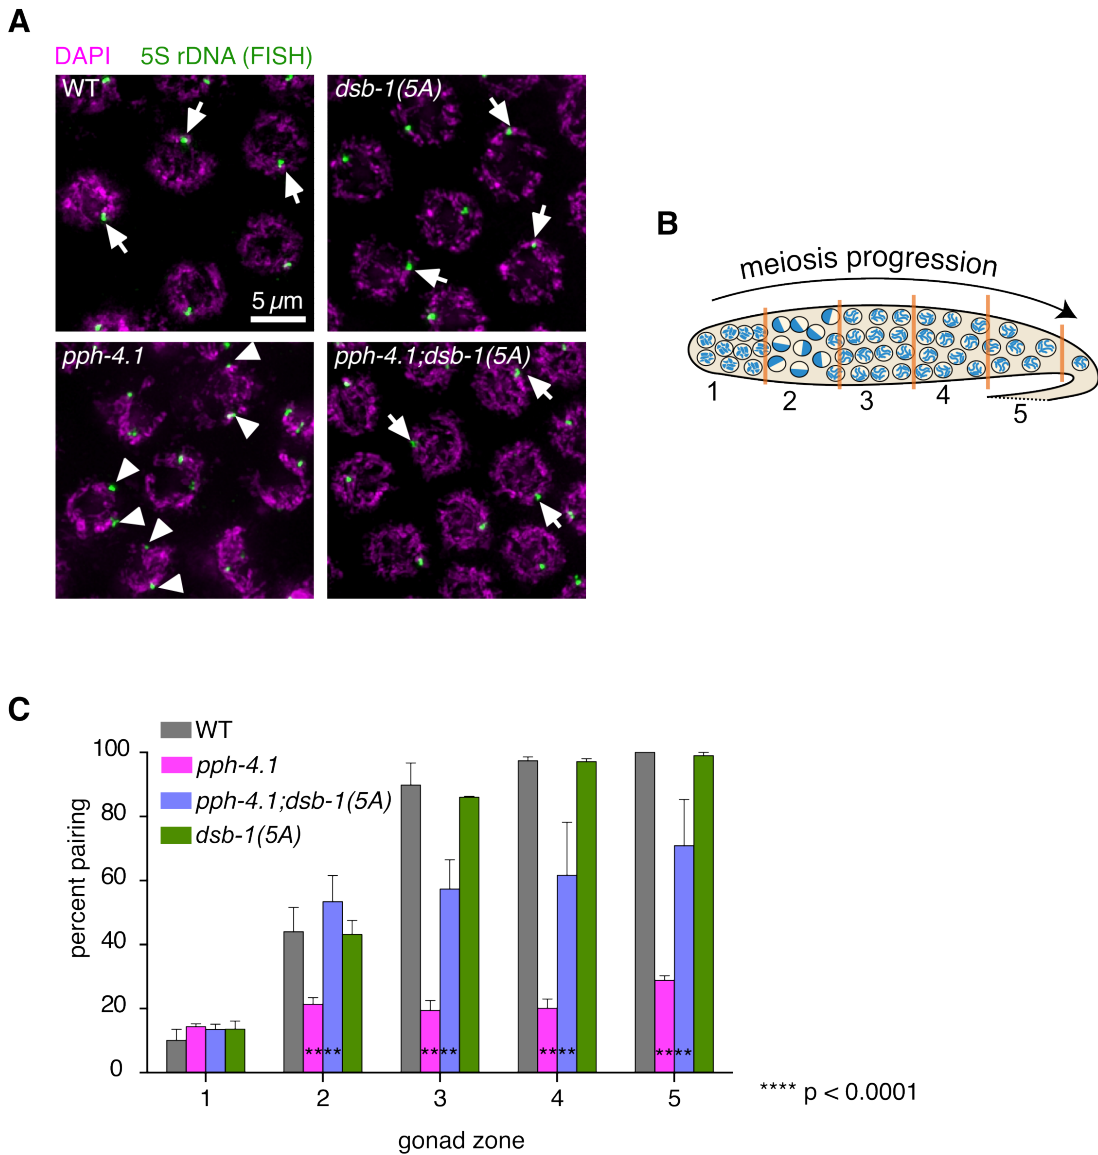 A
DAPI 5S rDNA (FISH)
WT
dsb-1(5A)
5 µm
pph-4.1
pph-4.1;dsb-1(5A)
B
meiosis progression
1 2 3 4 5
C
WT
pph-4.1
pph-4.1;dsb-1(5A)
dsb-1(5A)
percent pairing
100
80
60
40
20
0
**** **** **** ****
1 2 3 4 5
gonad zone
**** p < 0.0001